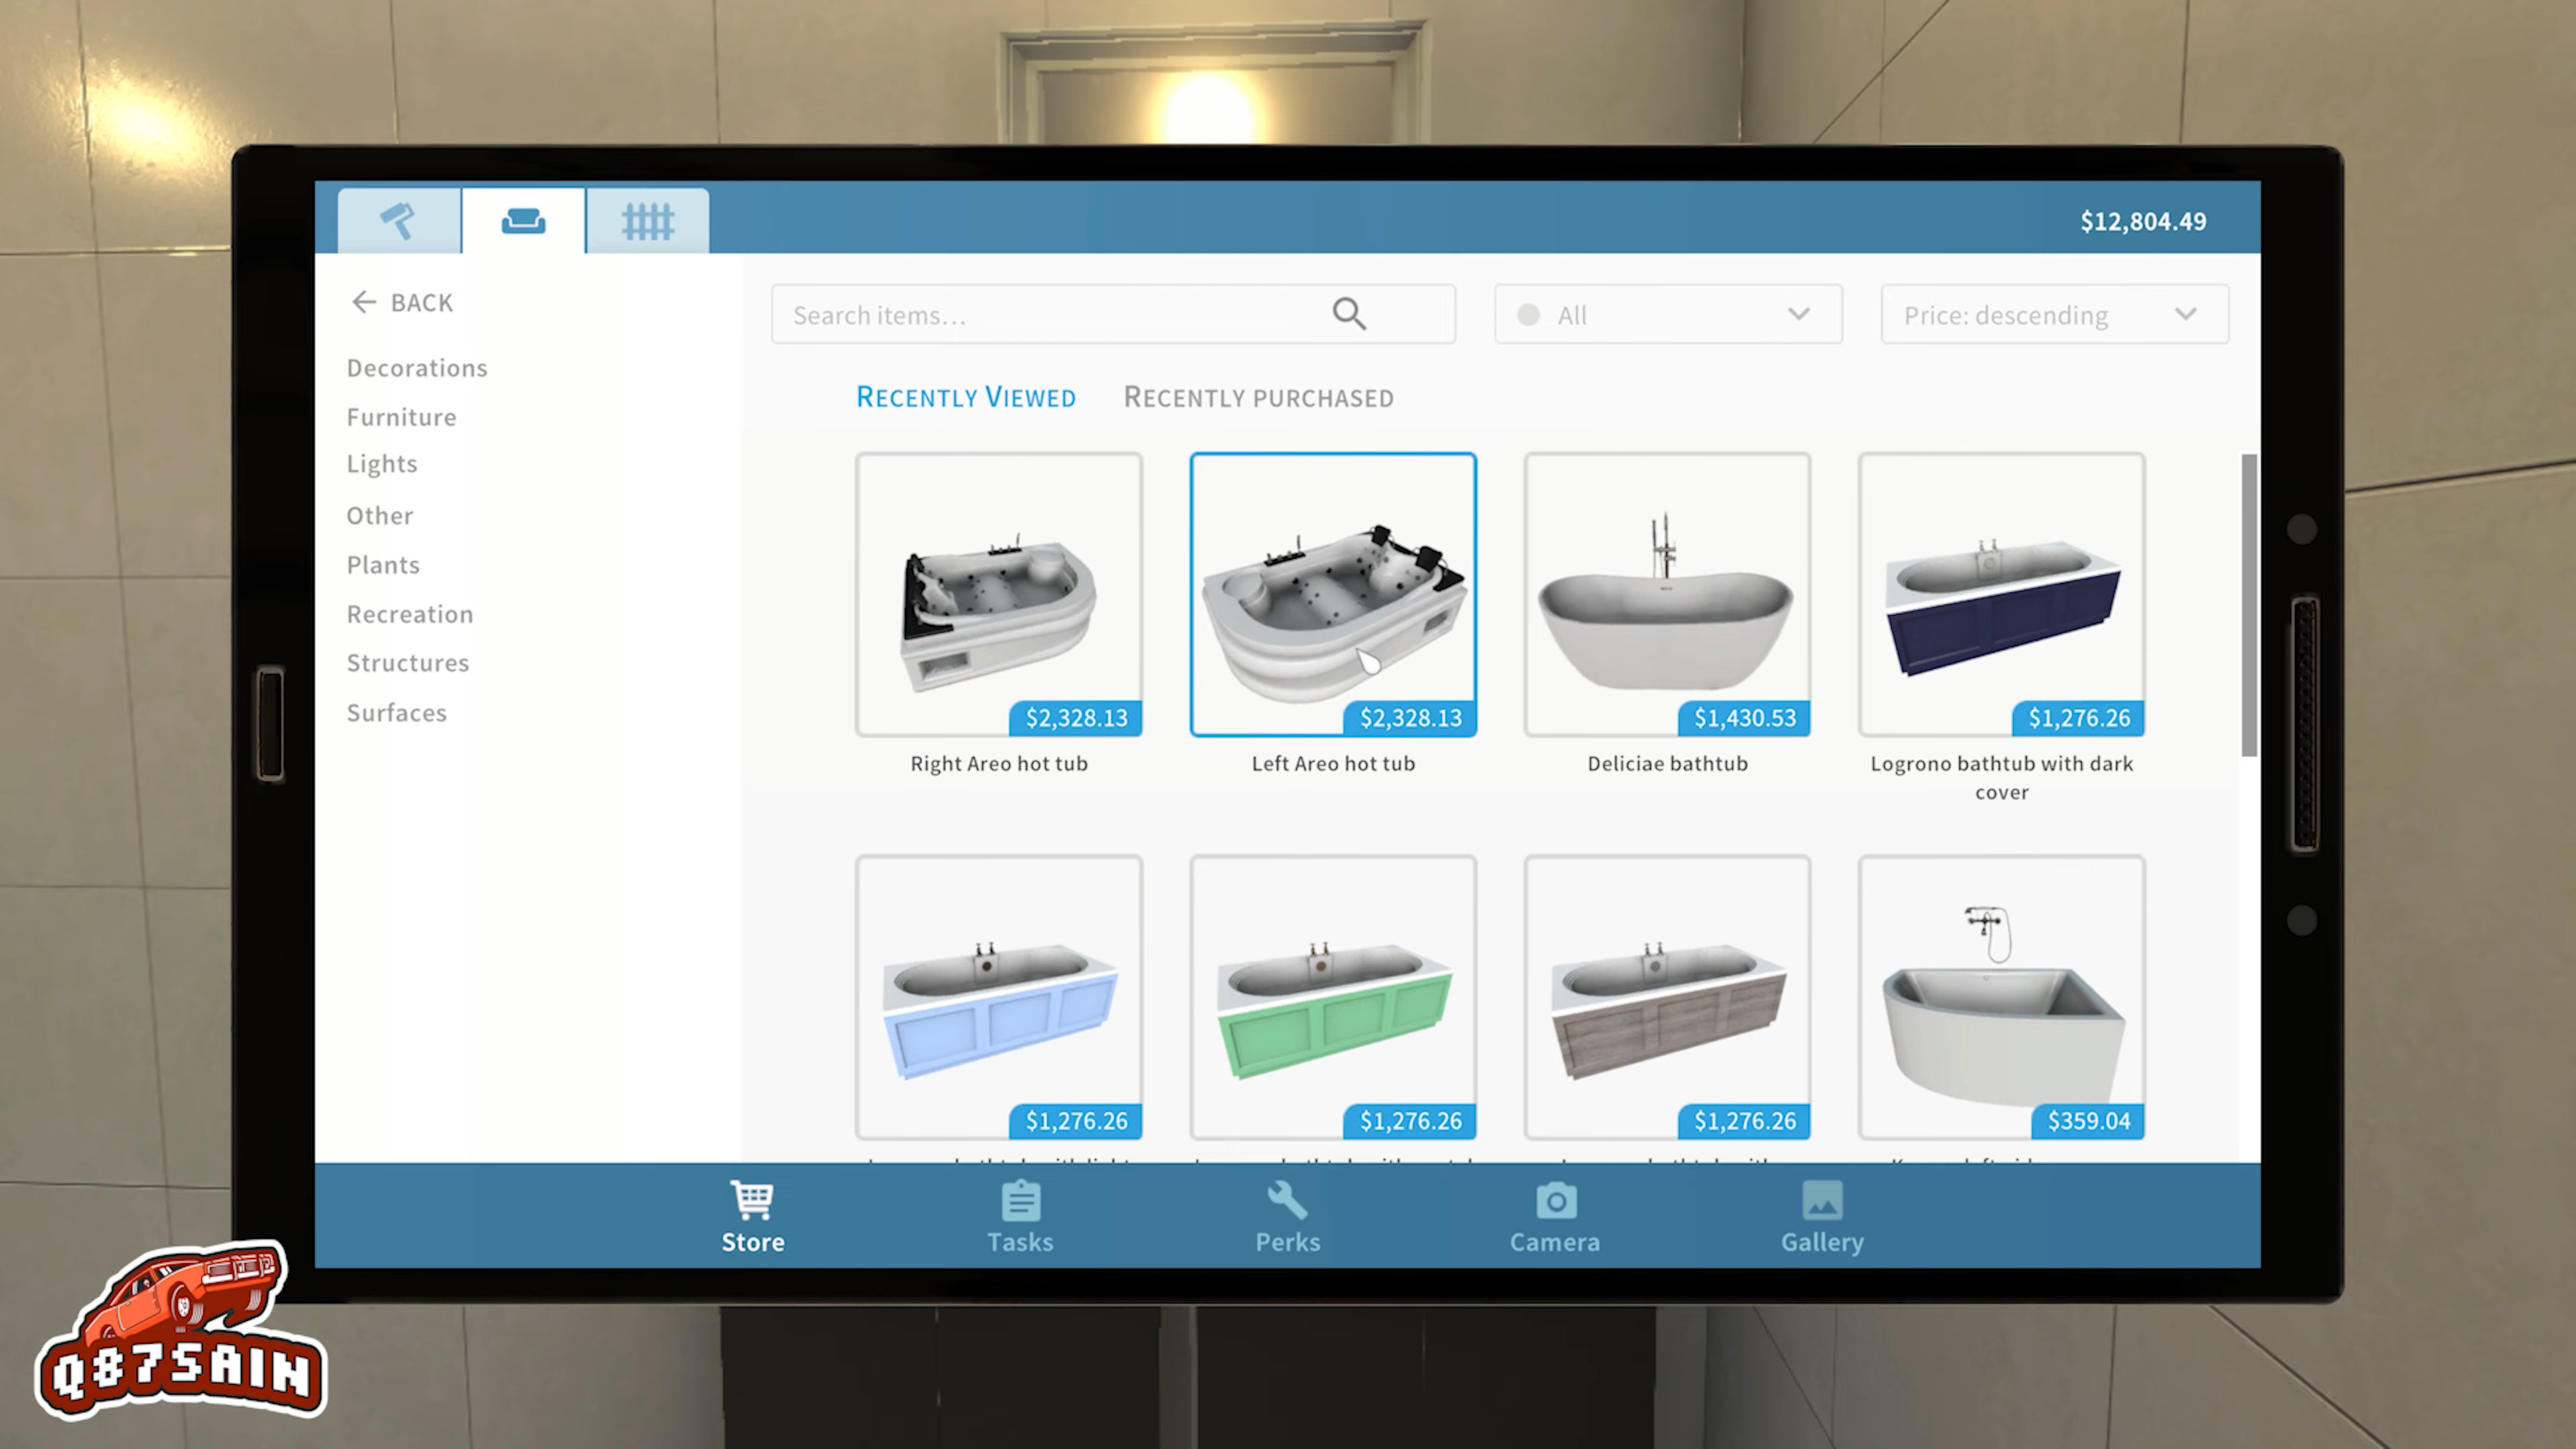 $12,804.49
BACK
Search items...
All
Price: descending
Decorations
Furniture
Lights
Other
Plants
Recreation
Structures
Surfaces
RECENTLY VIEWED
RECENTLY PURCHASED
$2,328.13
$2,328.13
$1,430.53
$1,276.26
Right Areo hot tub
Left Areo hot tub
Deliciae bathtub
Logrono bathtub with dark
cover
$1,276.26
$1,276.26
$1,276.26
$359.04
Store
Tasks
Perks
Camera
Gallery
Q87SAIN